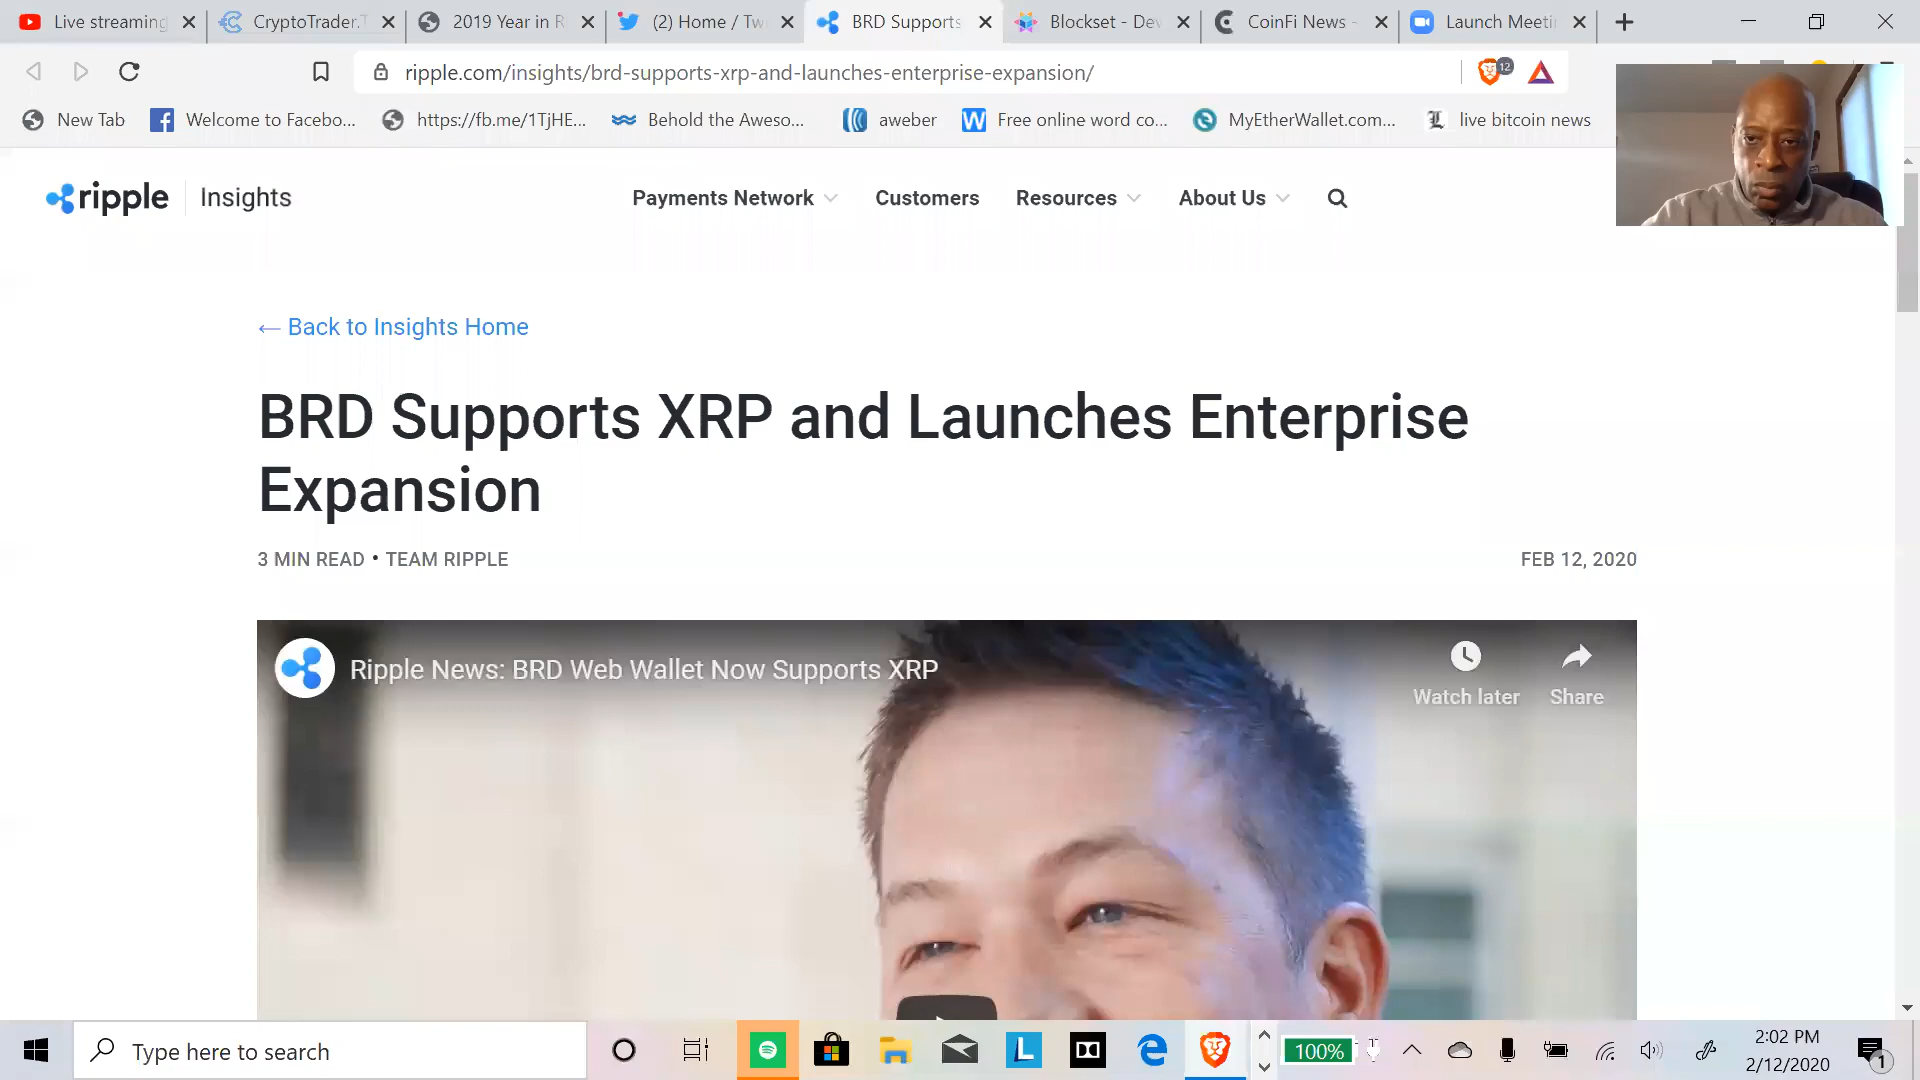 Live streaming
CryptoTrader.T
2019 Year in R
(2) Home / Tw
BRD Supports
Blockset - Dev
CoinFi News -
Launch Meeti
ripple.com/insights/brd-supports-xrp-and-launches-enterprise-expansion/
12
New Tab
Welcome to Facebo...
https://fb.me/1TjHE...
Behold the Aweso...
aweber
Free online word co...
MyEtherWallet.com...
live bitcoin news
ripple
Insights
Payments Network
Customers
Resources
About Us
← Back to Insights Home
BRD Supports XRP and Launches Enterprise
Expansion
3 MIN READ • TEAM RIPPLE
FEB 12, 2020
Ripple News: BRD Web Wallet Now Supports XRP
Watch later
Share
Type here to search
100%
2:02 PM
2/12/2020
1